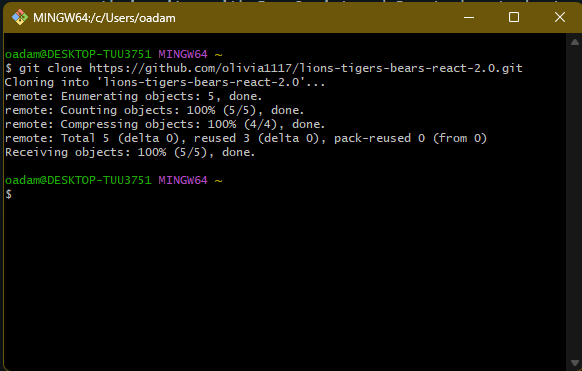 MINGW64:/c/Users/oadam
oadam@DESKTOP-TUU3751 MINGW64 ~
$ git clone https://github.com/olivia1117/lions-tigers-bears-react-2.0.git
Cloning into 'lions-tigers-bears-react-2.0'...
remote: Enumerating objects: 5, done.
remote: Counting objects: 100% (5/5), done.
remote: Compressing objects: 100% (4/4), done.
remote: Total 5 (delta 0), reused 3 (delta 0), pack-reused 0 (from 0)
Receiving objects: 100% (5/5), done.
oadam@DESKTOP-TUU3751 MINGW64 ~
$